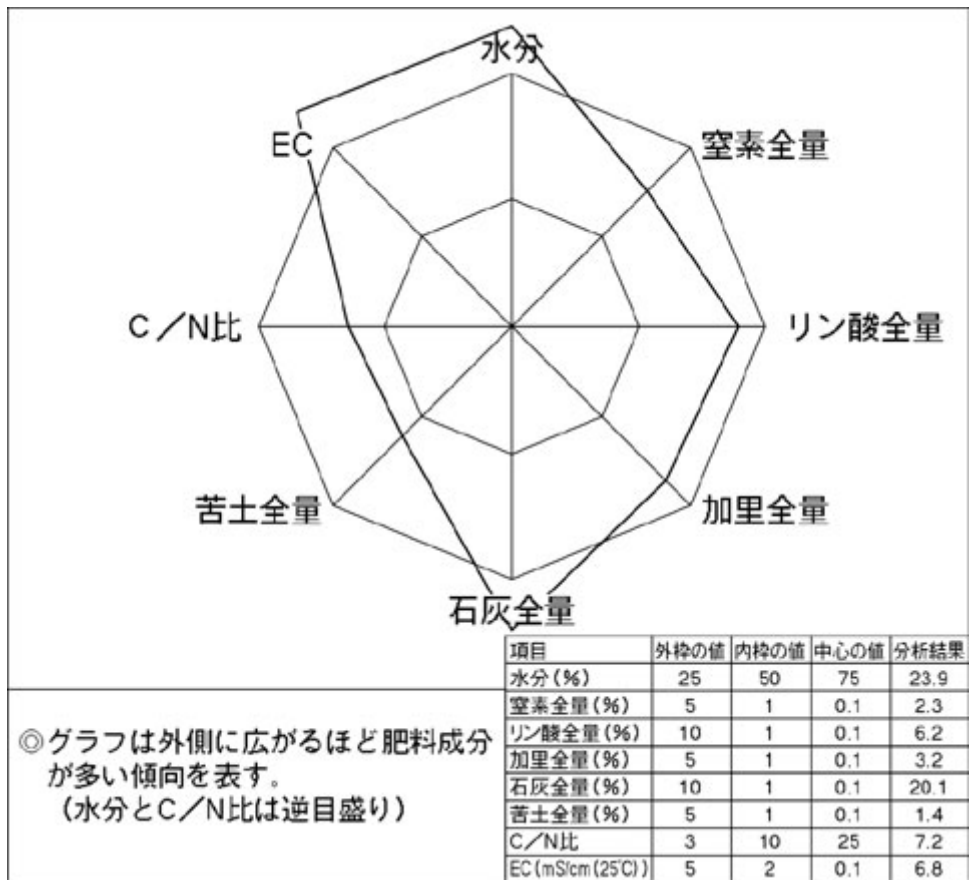 水分
EC
窒素全量
C／N比
リン酸全量
苦土全量
加里全量
石灰全量
項目 外枠の値 内枠の値 中心の値 分析結果
水分(%) 25 50 75 23.9
窒素全量(%) 5 1 0.1 2.3
リン酸全量(%) 10 1 0.1 6.2
加里全量(%) 5 1 0.1 3.2
石灰全量(%) 10 1 0.1 20.1
苦土全量(%) 5 1 0.1 1.4
C／N比 3 10 25 7.2
EC(mS/cm(25℃)) 5 2 0.1 6.8
◎グラフは外側に広がるほど肥料成分
が多い傾向を表す。
(水分とC／N比は逆目盛り)